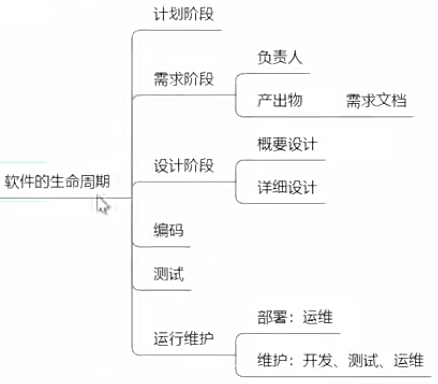 计划阶段
需求阶段
负责人
产出物
需求文档
软件的生命周期
设计阶段
概要设计
详细设计
编码
测试
运行维护
部署：运维
维护：开发、测试、运维